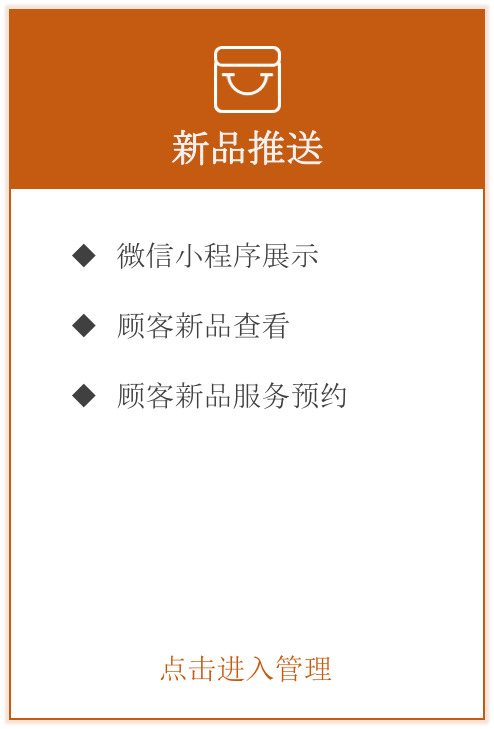 新品推送
◆ 微信小程序展示
◆ 顾客新品查看
◆ 顾客新品服务预约
点击进入管理